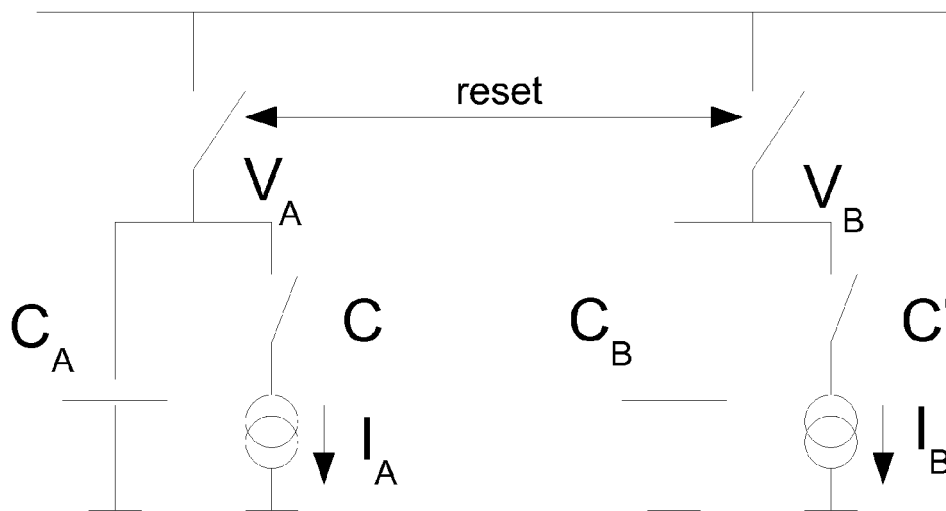 reset
V_A
V_B
C_A
C
C_B
C'
I_A
I_B